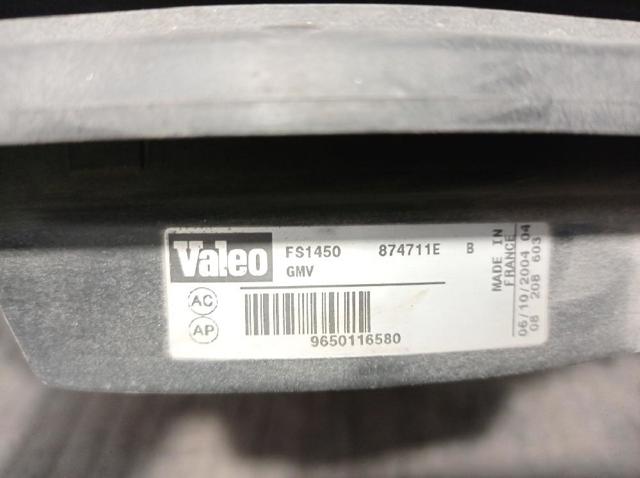 Valeo FS1450 874711E B
GMV
AC
AP
9650116580
MADE IN
FRANCE
06/10/2004 04
08 208 603